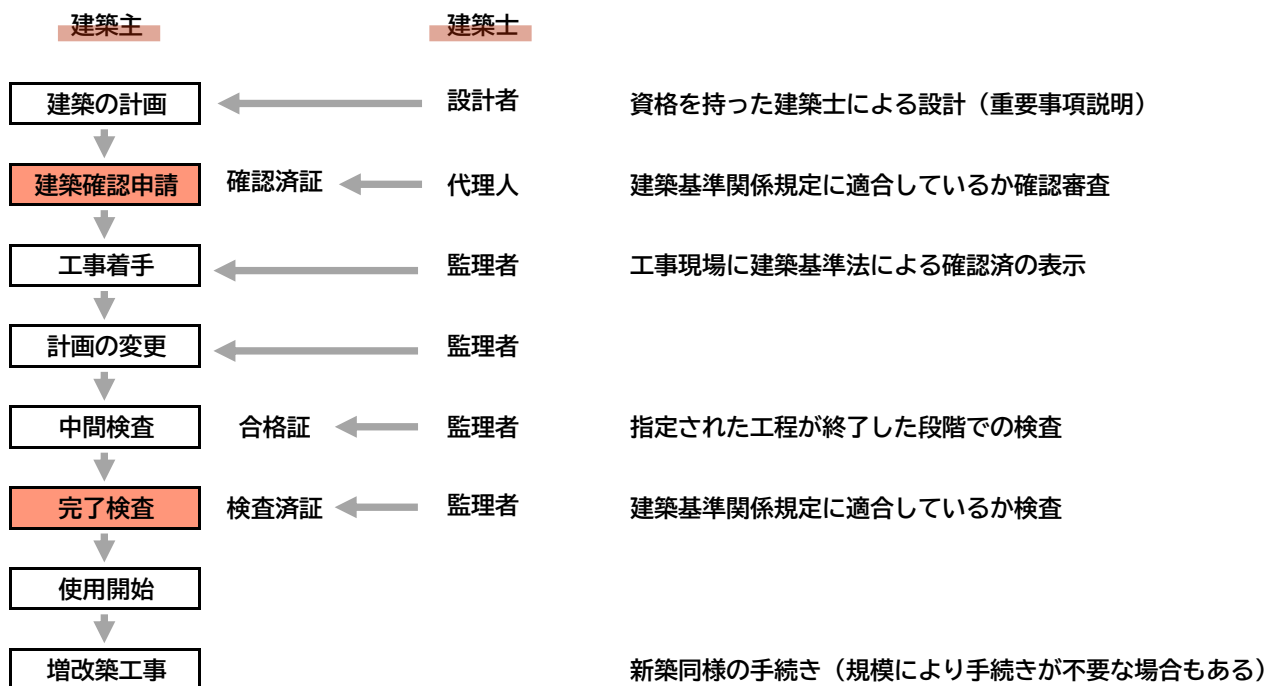 建築主 建築士
建築の計画 設計者 資格を持った建築士による設計（重要事項説明）
建築確認申請 確認済証 代理人 建築基準関係規定に適合しているか確認審査
工事着手 監理者 工事現場に建築基準法による確認済の表示
計画の変更 監理者
中間検査 合格証 監理者 指定された工程が終了した段階での検査
完了検査 検査済証 監理者 建築基準関係規定に適合しているか検査
使用開始
増改築工事 新築同様の手続き（規模により手続きが不要な場合もある）